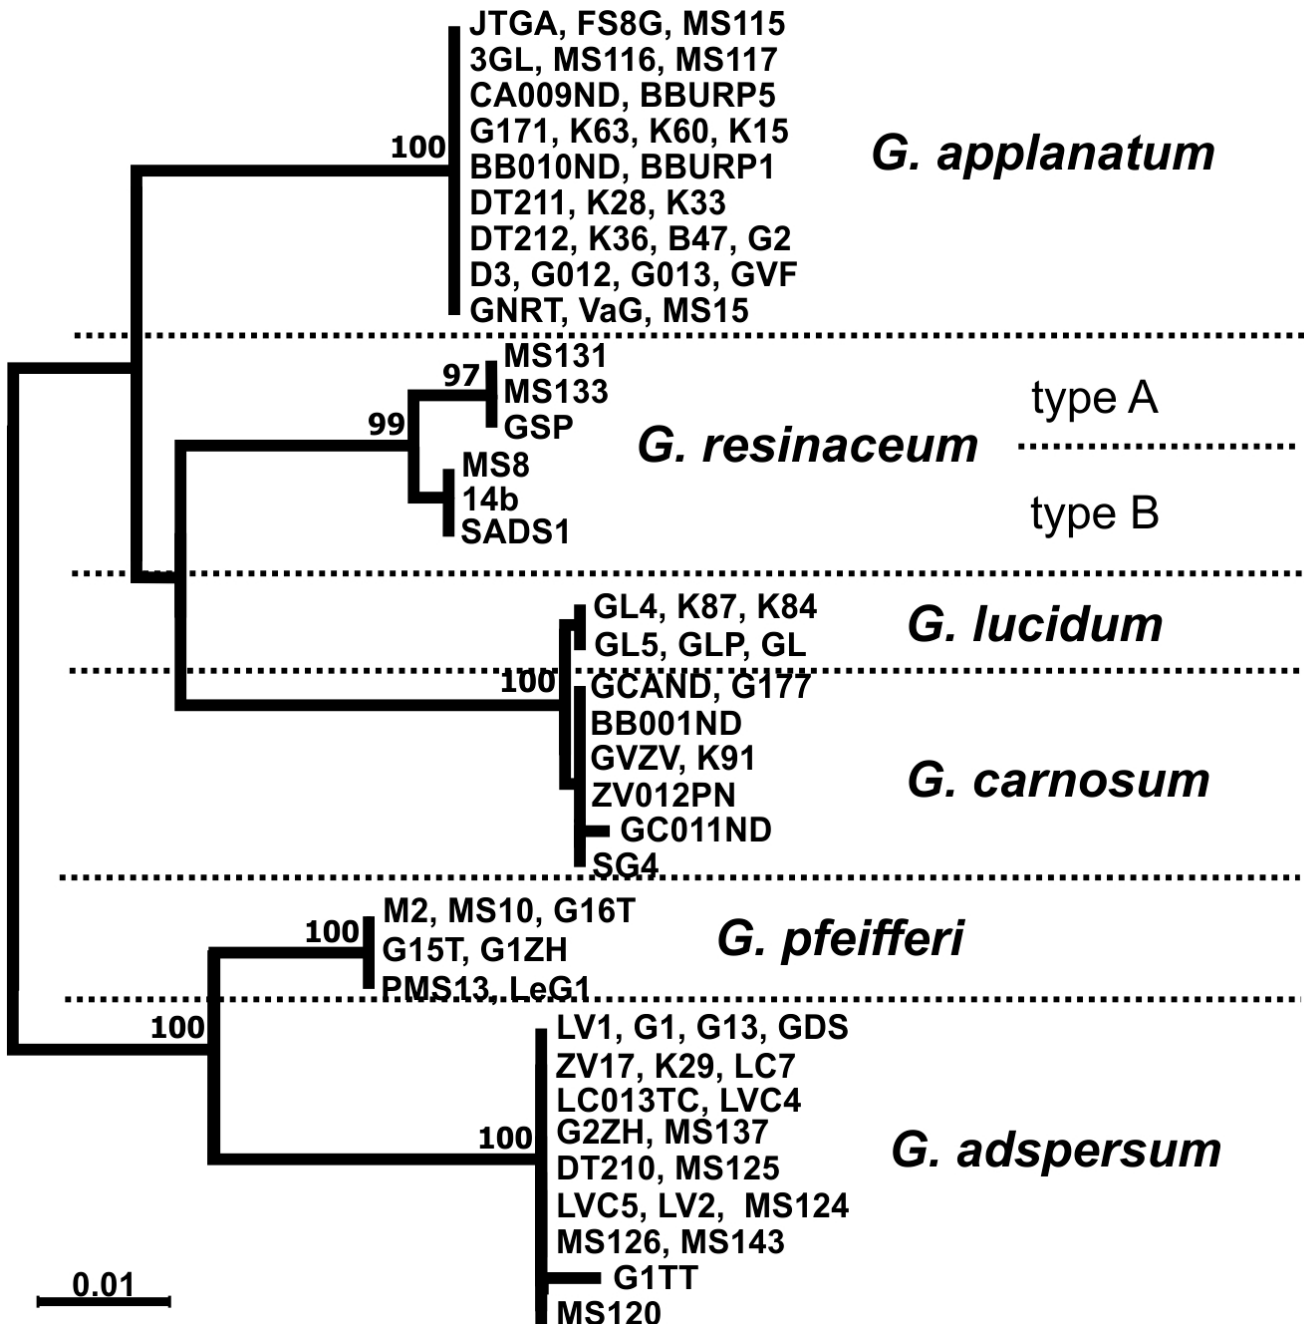 JTGA, FS8G, MS115
3GL, MS116, MS117
CA009ND, BBURP5
G171, K63, K60, K15
100
BB010ND, BBURP1
G. applanatum
DT211, K28, K33
DT212, K36, B47, G2
D3, G012, G013, GVF
GNRT, VaG, MS15
MS131
97
MS133
GSP
type A
99
G. resinaceum
MS8
14b
SADS1
type B
GL4, K87, K84
GL5, GLP, GL
G. lucidum
100
GCAND, G177
BB001ND
GVZV, K91
ZV012PN
GC011ND
SG4
G. carnosum
M2, MS10, G16T
100
G15T, G1ZH
PMS13, LeG1
G. pfeifferi
100
LV1, G1, G13, GDS
ZV17, K29, LC7
LC013TC, LVC4
100
G2ZH, MS137
DT210, MS125
LVC5, LV2, MS124
MS126, MS143
G1TT
MS120
G. adspersum
0.01